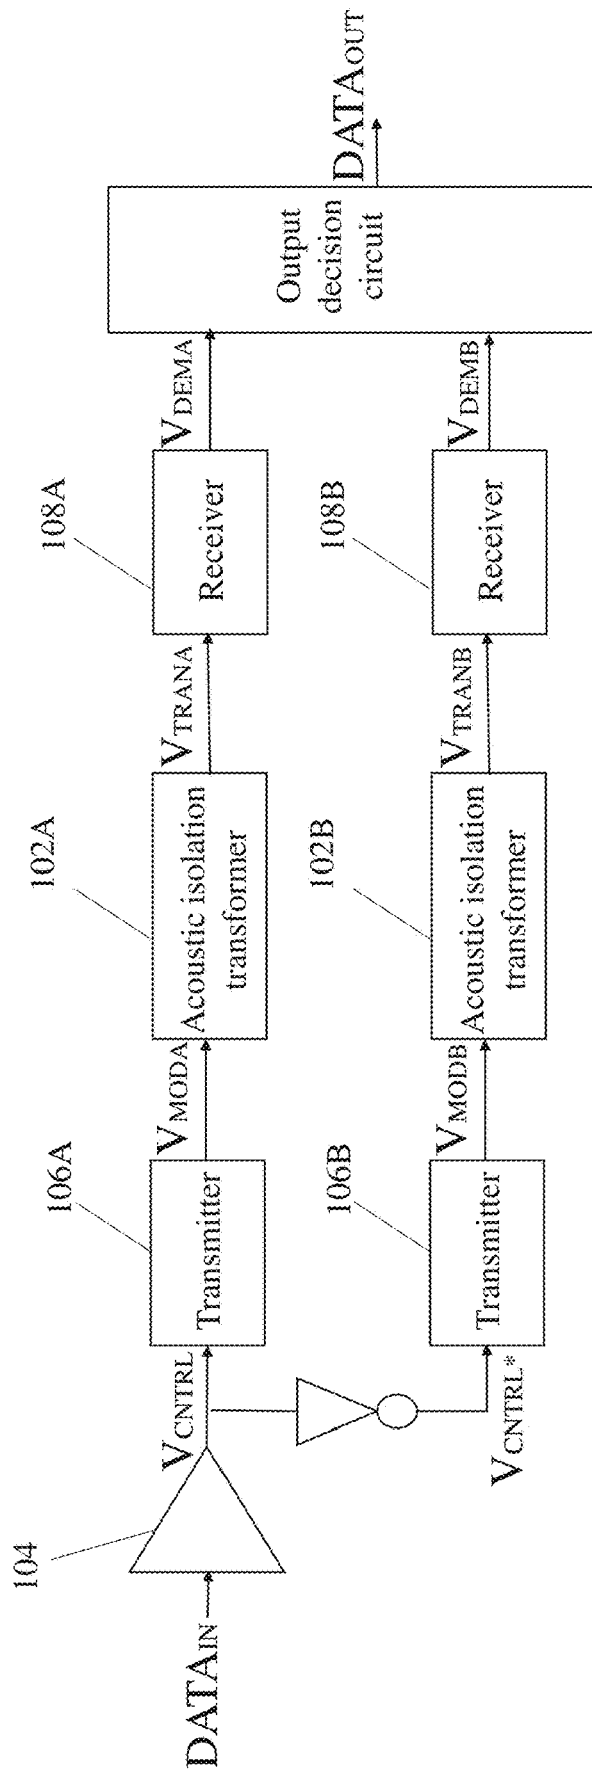 DATAIN
104
VCNTRL
VCNTRL*
106A
Transmitter
VMODA
102A
Acoustic isolation
transformer
VTRANA
108A
Receiver
VDEMA
106B
Transmitter
VMODB
102B
Acoustic isolation
transformer
VTRANB
108B
Receiver
VDEMB
Output
decision
circuit
DATAOUT